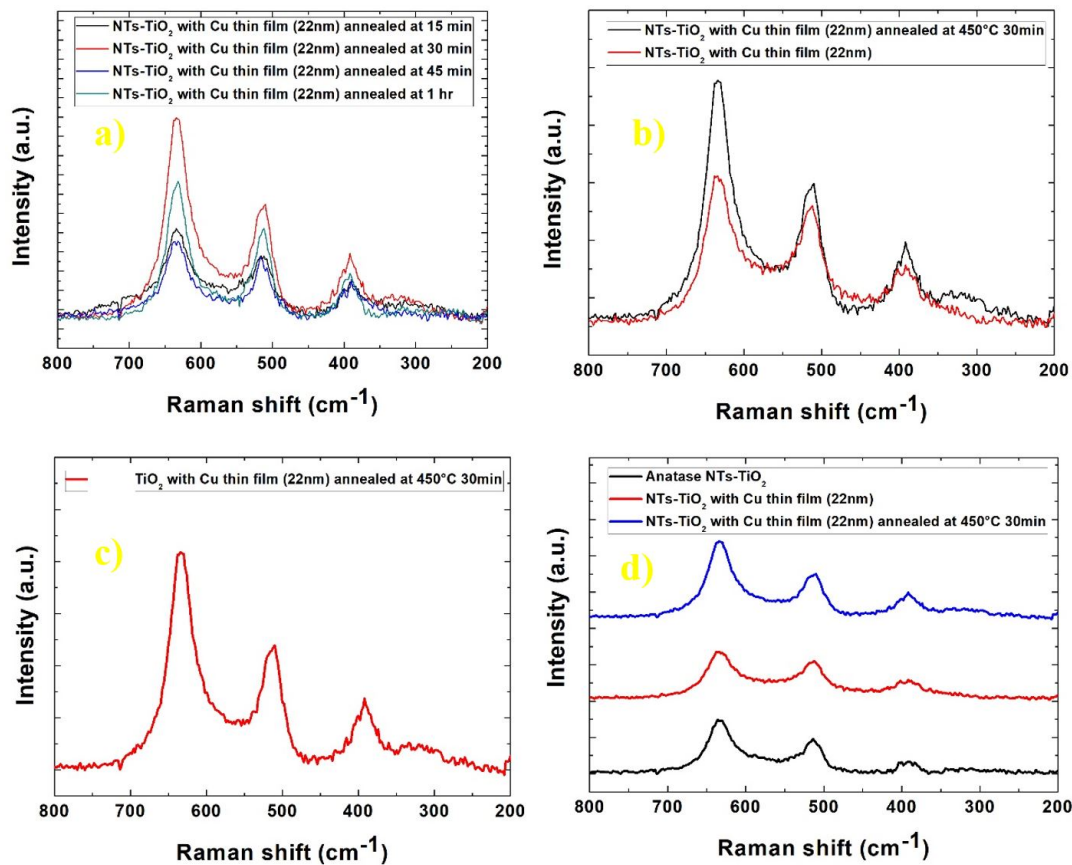 NTs-TiO₂ with Cu thin film (22nm) annealed at 15 min
NTs-TiO₂ with Cu thin film (22nm) annealed at 30 min
NTs-TiO₂ with Cu thin film (22nm) annealed at 45 min
NTs-TiO₂ with Cu thin film (22nm) annealed at 1 hr
a)
Intensity (a.u.)
800 700 600 500 400 300 200
Raman shift (cm⁻¹)
NTs-TiO₂ with Cu thin film (22nm) annealed at 450°C 30min
NTs-TiO₂ with Cu thin film (22nm)
b)
Intensity (a.u.)
800 700 600 500 400 300 200
Raman shift (cm⁻¹)
TiO₂ with Cu thin film (22nm) annealed at 450°C 30min
c)
Intensity (a.u.)
800 700 600 500 400 300 200
Raman shift (cm⁻¹)
Anatase NTs-TiO₂
NTs-TiO₂ with Cu thin film (22nm)
NTs-TiO₂ with Cu thin film (22nm) annealed at 450°C 30min
d)
Intensity (a.u.)
800 700 600 500 400 300 200
Raman shift (cm⁻¹)